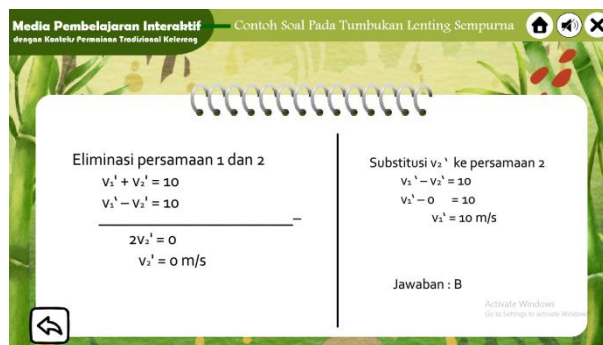 Media Pembelajaran Interaktif
dengan Konteks Permainan Tradisional Kelereng
Contoh Soal Pada Tumbukan Lenting Sempurna
Eliminasi persamaan 1 dan 2
v₁' + v₂' = 10
v₁' – v₂' = 10
–
2v₂' = 0
v₂' = 0 m/s
Substitusi v₂` ke persamaan 2
v₁` – v₂` = 10
v₁` – 0 = 10
v₁` = 10 m/s
Jawaban : B
Activate Windows
Go to Settings to activate Windows